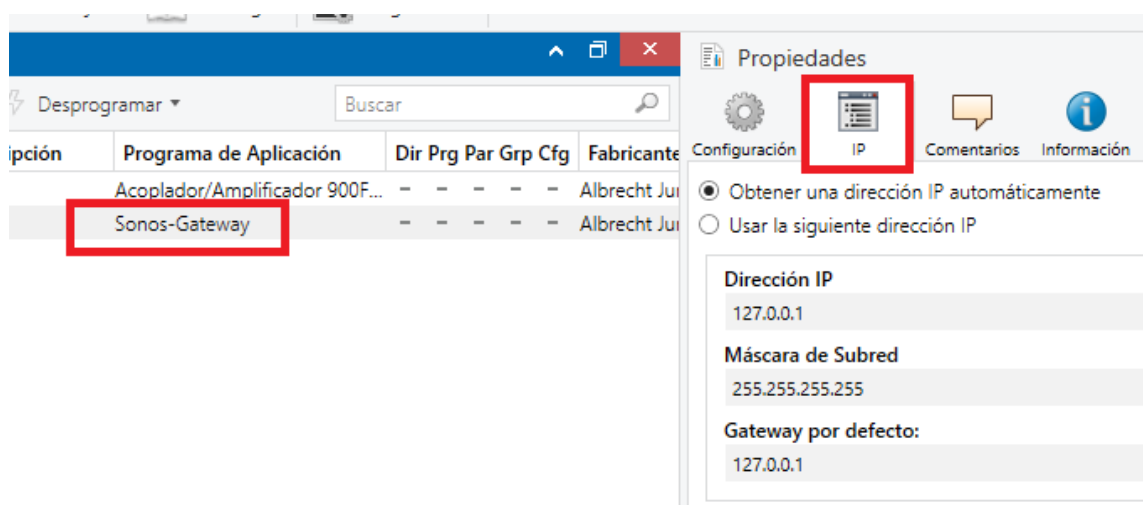 Propiedades
Desprogramar
Buscar
ipción Programa de Aplicación Dir Prg Par Grp Cfg Fabricante
Acoplador/Amplificador 900F... – – – – – Albrecht Ju
Sonos-Gateway – – – – – Albrecht Ju
Configuración IP Comentarios Información
Obtener una dirección IP automáticamente
Usar la siguiente dirección IP
Dirección IP
127.0.0.1
Máscara de Subred
255.255.255.255
Gateway por defecto:
127.0.0.1